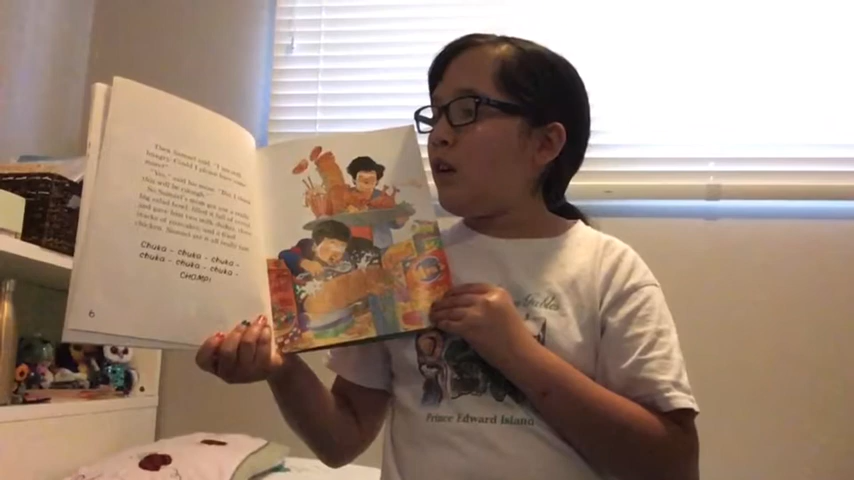 Then Samuel said, "I am still
hungry. Could I please have some
more?"
"Yes," said his mom. "But I think
this will be enough."
So Samuel's mom got out a really
big salad bowl, filled it full of cereal
and gave him two milk shakes, three
stacks of pancakes, and a fried
chicken. Samuel ate it all really fast:
chuka - chuka - chuka
chuka - chuka - chuka
CHOMP!
6
Prince Edward Island